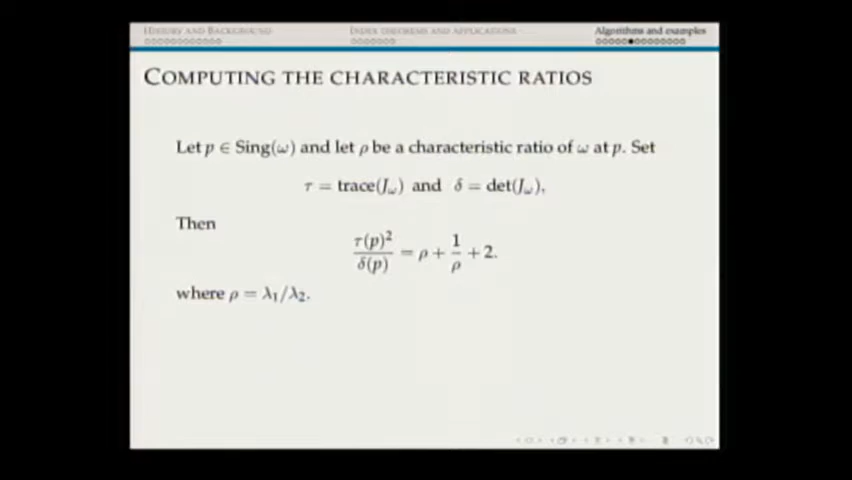 HISTORY AND BACKGROUND INDEX THEOREMS AND APPLICATIONS Algorithms and examples
COMPUTING THE CHARACTERISTIC RATIOS
Let p ∈ Sing(ω) and let ρ be a characteristic ratio of ω at p. Set
τ = trace(J_ω) and δ = det(J_ω),
Then
τ(p)²/δ(p) = ρ + 1/ρ + 2.
where ρ = λ₁/λ₂.